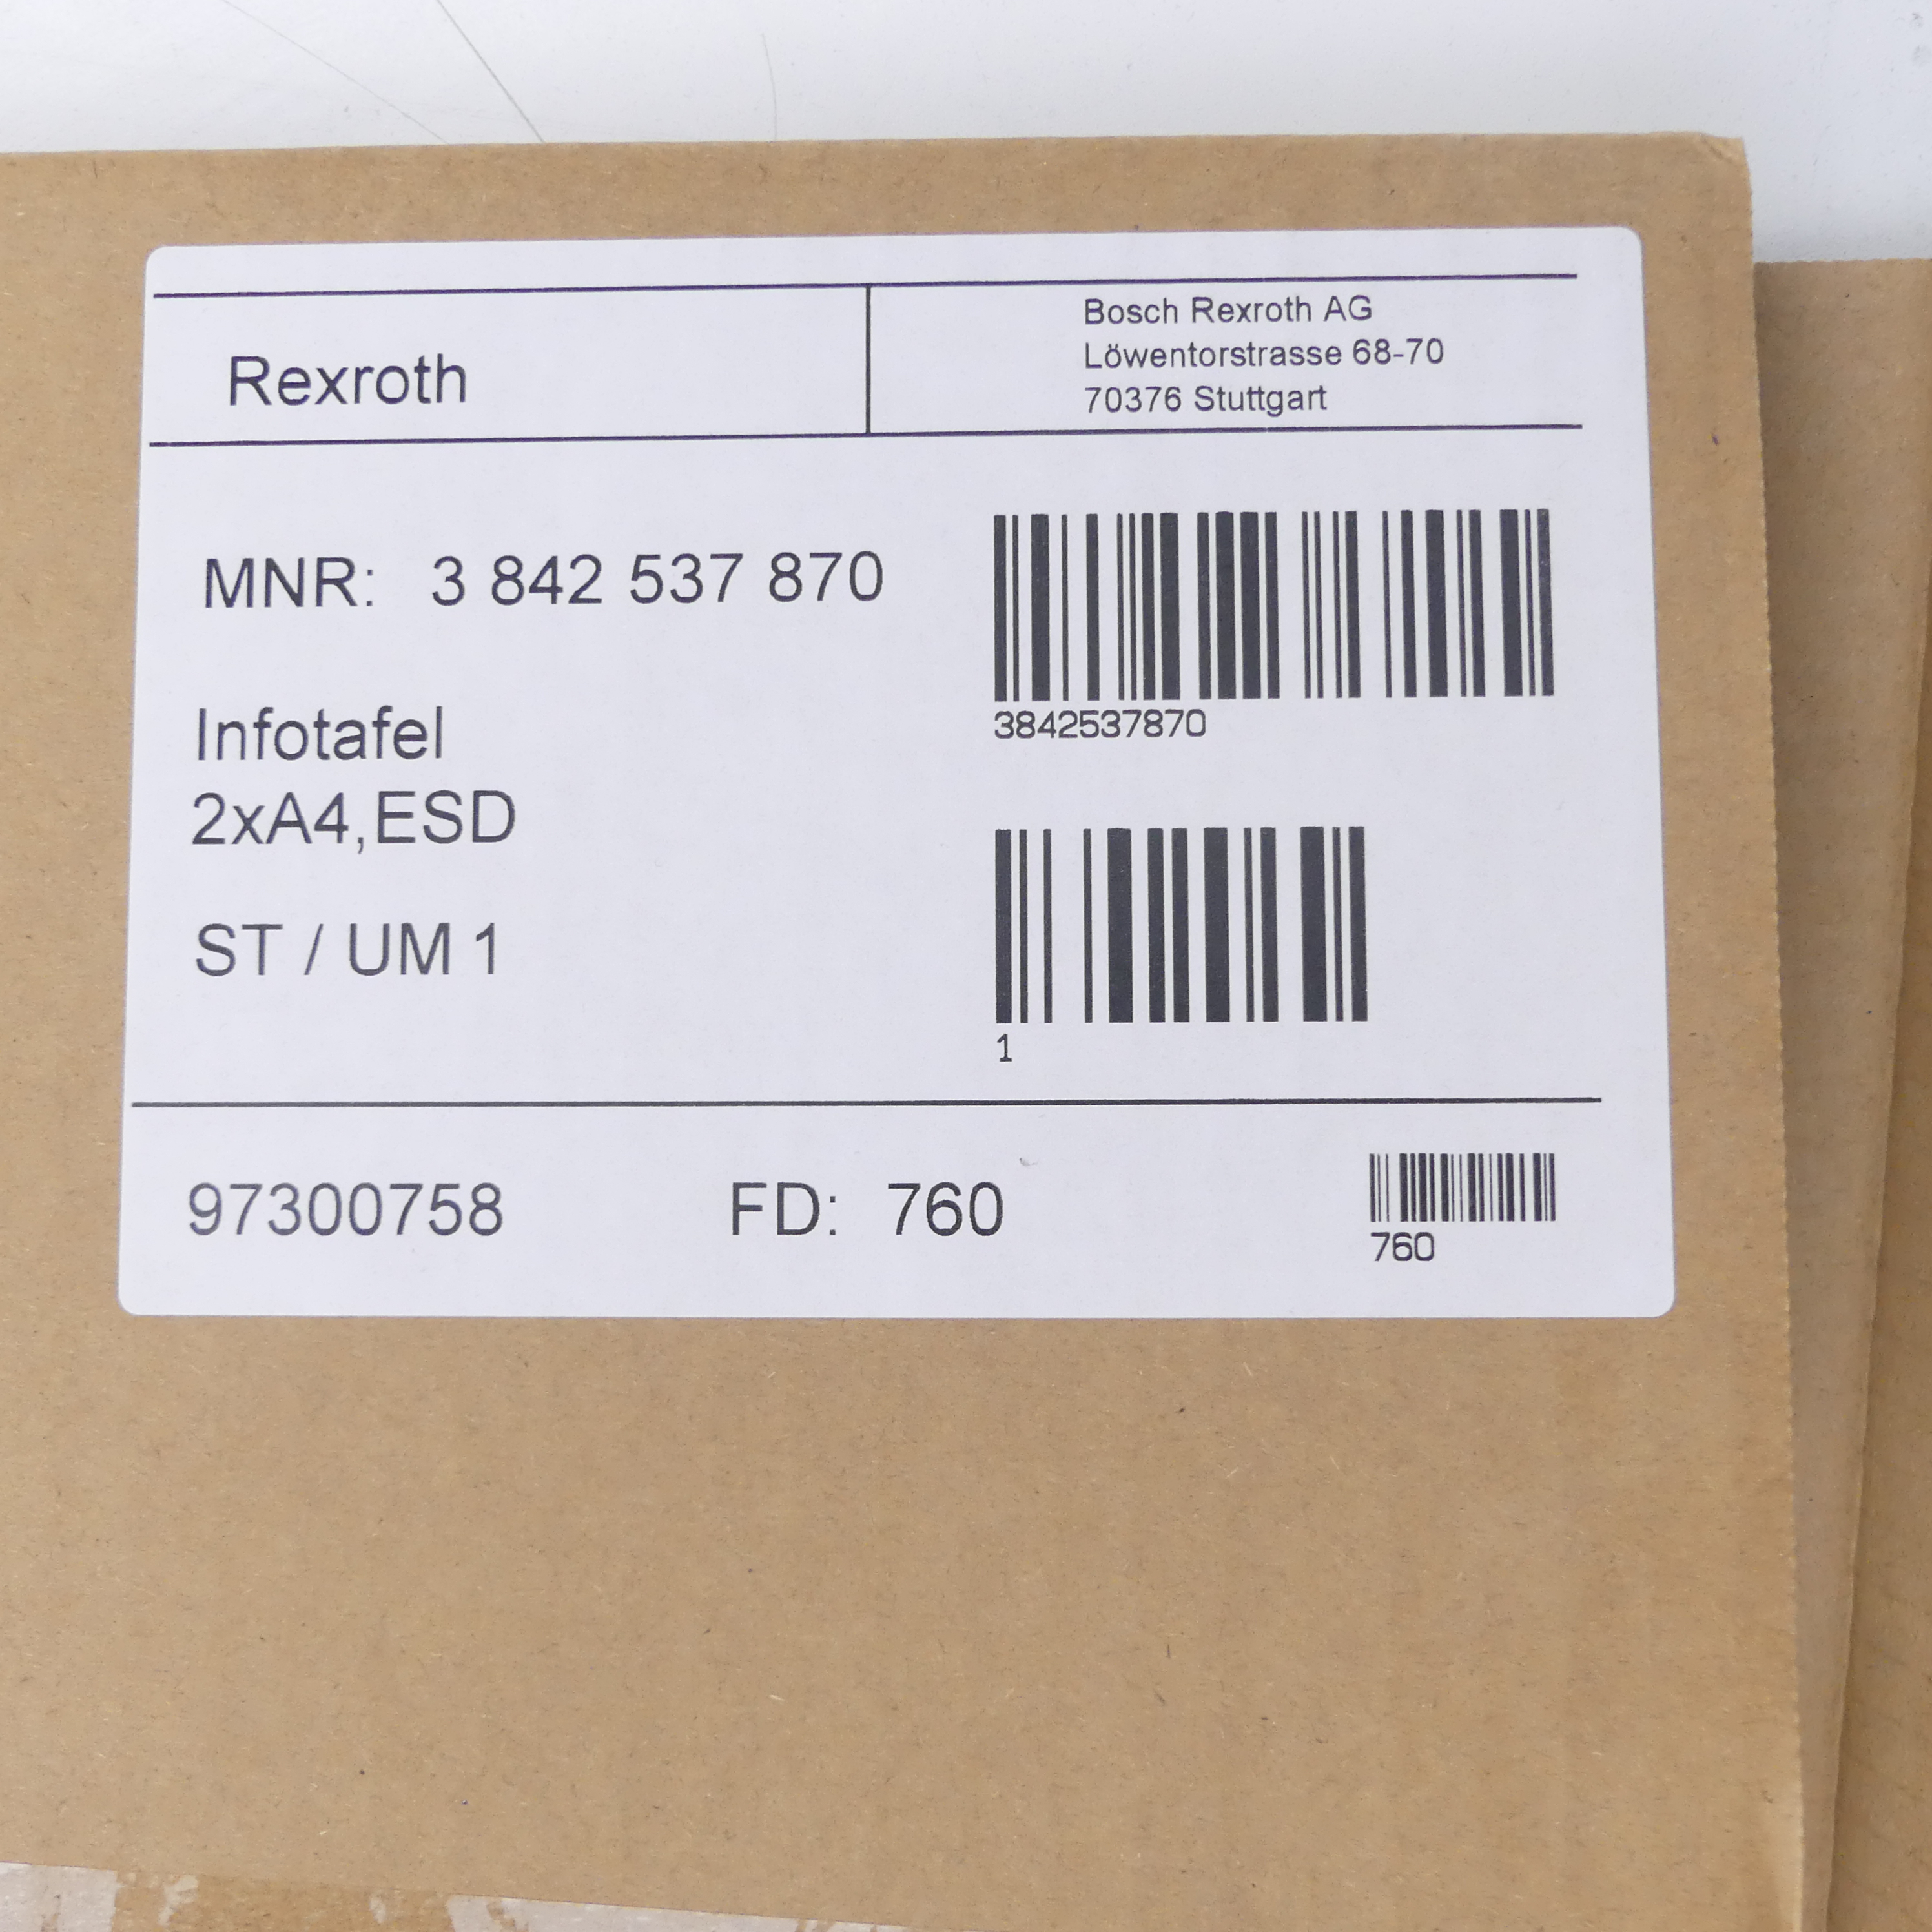 Rexroth
Bosch Rexroth AG
Löwentorstrasse 68-70
70376 Stuttgart
MNR: 3 842 537 870
3842537870
Infotafel
2xA4,ESD
ST / UM 1
1
97300758
FD: 760
760